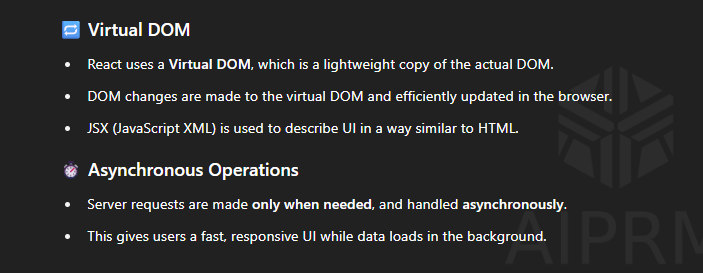 🔁 Virtual DOM
• React uses a Virtual DOM, which is a lightweight copy of the actual DOM.
• DOM changes are made to the virtual DOM and efficiently updated in the browser.
• JSX (JavaScript XML) is used to describe UI in a way similar to HTML.
⏱️ Asynchronous Operations
• Server requests are made only when needed, and handled asynchronously.
• This gives users a fast, responsive UI while data loads in the background.
AIPRM